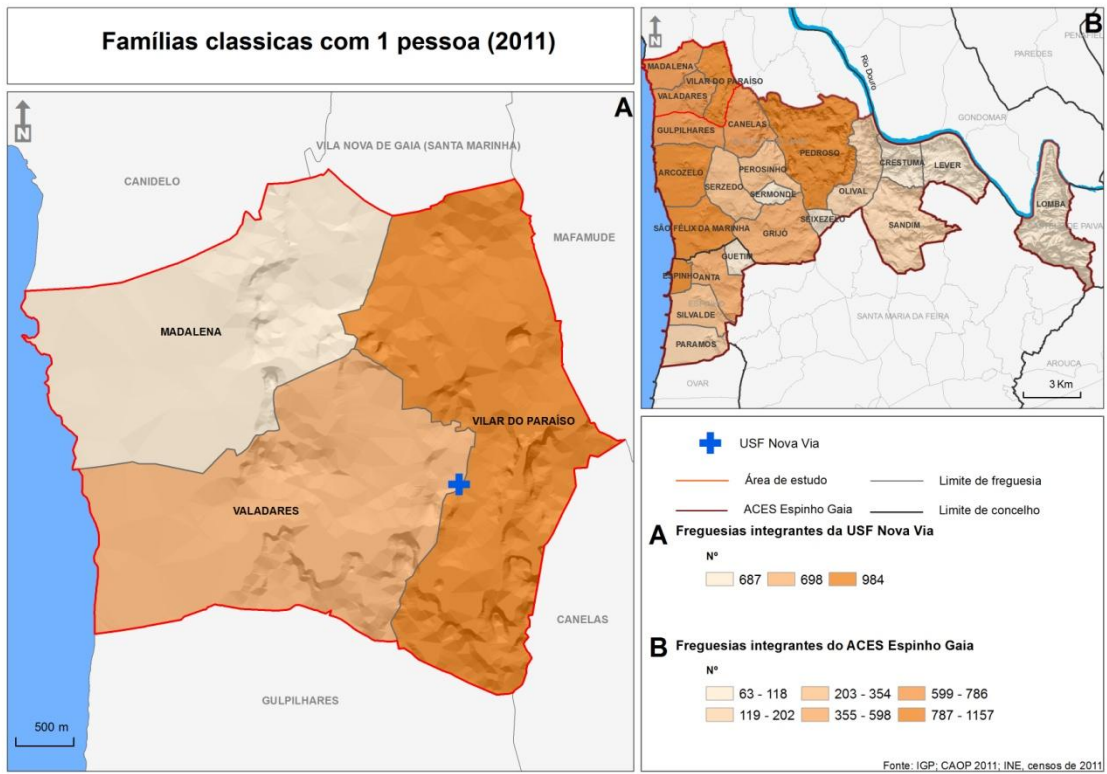 Famílias classicas com 1 pessoa (2011)
A
N
VILA NOVA DE GAIA (SANTA MARINHA)
CANIDELO
MAFAMUDE
MADALENA
VILAR DO PARAÍSO
VALADARES
CANELAS
GULPILHARES
500 m
B
N
PENAFIEL
PAREDES
Rio Douro
MADALENA
VILAR DO PARAÍSO
VALADARES
GONDOMAR
GULPILHARES
CANELAS
PEDROSO
CRESTUMA
LEVER
ARCOZELO
PEROSINHO
SERZEDO
SERMONDE
OLIVAL
LOMBA
SEIXEZELO
SÃO FÉLIX DA MARINHA
GRIJÓ
SANDIM
DE PAIVA
GUETIM
ESPINHO
ANTA
SILVALDE
SANTA MARIA DA FEIRA
PARAMOS
AROUCA
OVAR
3 Km
USF Nova Via
Área de estudo
Limite de freguesia
ACES Espinho Gaia
Limite de concelho
A Freguesias integrantes da USF Nova Via
Nº
687 698 984
B Freguesias integrantes do ACES Espinho Gaia
Nº
63 - 118 203 - 354 599 - 786
119 - 202 355 - 598 787 - 1157
Fonte: IGP; CAOP 2011; INE, censos de 2011